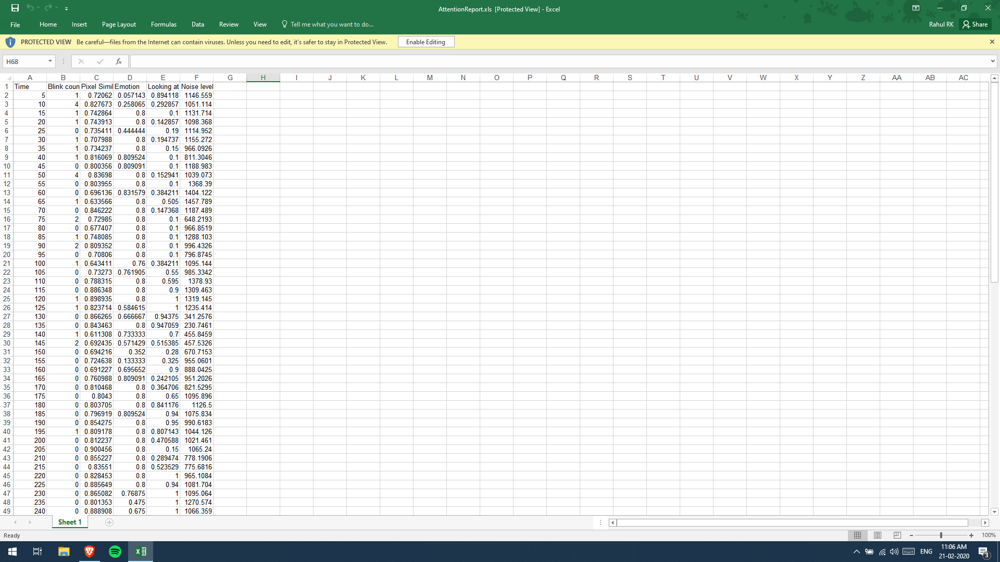 AttentionReport.xls [Protected View] - Excel
File Home Insert Page Layout Formulas Data Review View Tell me what you want to do... Rahul RK Share
PROTECTED VIEW Be careful—files from the Internet can contain viruses. Unless you need to edit, it's safer to stay in Protected View. Enable Editing
H68 fx
A B C D E F G H I J K L M N O P Q R S T U V W X Y Z AA AB AC
1 Time Blink coun Pixel Simil Emotion Looking at Noise level
2 5 1 0.72062 0.057143 0.894118 1146.559
3 10 4 0.827673 0.258065 0.292857 1051.114
4 15 1 0.742864 0.8 0.1 1131.714
5 20 1 0.743913 0.8 0.142857 1098.368
6 25 0 0.735411 0.444444 0.19 1114.952
7 30 1 0.707988 0.8 0.194737 1155.272
8 35 1 0.734237 0.8 0.15 966.0926
9 40 1 0.816069 0.809524 0.1 811.3046
10 45 0 0.800356 0.809091 0.1 1188.983
11 50 4 0.83698 0.8 0.152941 1039.073
12 55 0 0.803955 0.8 0.1 1368.39
13 60 0 0.696136 0.831579 0.384211 1404.122
14 65 1 0.633566 0.8 0.505 1457.789
15 70 0 0.846222 0.8 0.147368 1187.489
16 75 2 0.72985 0.8 0.1 648.2193
17 80 0 0.677407 0.8 0.1 966.8519
18 85 1 0.748085 0.8 0.1 1288.103
19 90 2 0.809352 0.8 0.1 996.4326
20 95 0 0.70806 0.8 0.1 796.8745
21 100 1 0.643411 0.76 0.384211 1095.144
22 105 0 0.73273 0.761905 0.55 985.3342
23 110 0 0.788315 0.8 0.595 1378.93
24 115 0 0.886348 0.8 0.9 1309.463
25 120 1 0.898935 0.8 1 1319.145
26 125 1 0.823714 0.584615 1 1235.414
27 130 0 0.866265 0.666667 0.94375 341.2576
28 135 0 0.843463 0.8 0.947059 230.7461
29 140 1 0.611308 0.733333 0.7 455.8459
30 145 2 0.692435 0.571429 0.515385 457.5326
31 150 0 0.694216 0.352 0.28 670.7153
32 155 0 0.724638 0.133333 0.325 955.0601
33 160 0 0.691227 0.695652 0.9 888.0425
34 165 0 0.760988 0.809091 0.242105 951.2026
35 170 0 0.810468 0.8 0.364706 821.5295
36 175 0 0.8043 0.8 0.65 1095.896
37 180 0 0.803705 0.8 0.841176 1126.5
38 185 0 0.796919 0.809524 0.94 1075.834
39 190 0 0.854275 0.8 0.95 990.6183
40 195 1 0.809178 0.8 0.807143 1044.126
41 200 0 0.812237 0.8 0.470588 1021.461
42 205 0 0.900456 0.8 0.15 1065.24
43 210 0 0.855227 0.8 0.289474 778.1906
44 215 0 0.83551 0.8 0.523529 775.6816
45 220 0 0.828453 0.8 1 965.1084
46 225 0 0.885649 0.8 0.94 1081.704
47 230 0 0.865082 0.76875 1 1095.064
48 235 0 0.801353 0.475 1 1270.574
49 240 0 0.888908 0.675 1 1066.359
Sheet 1
Ready 100%
ENG 11:06 AM
21-02-2020 3